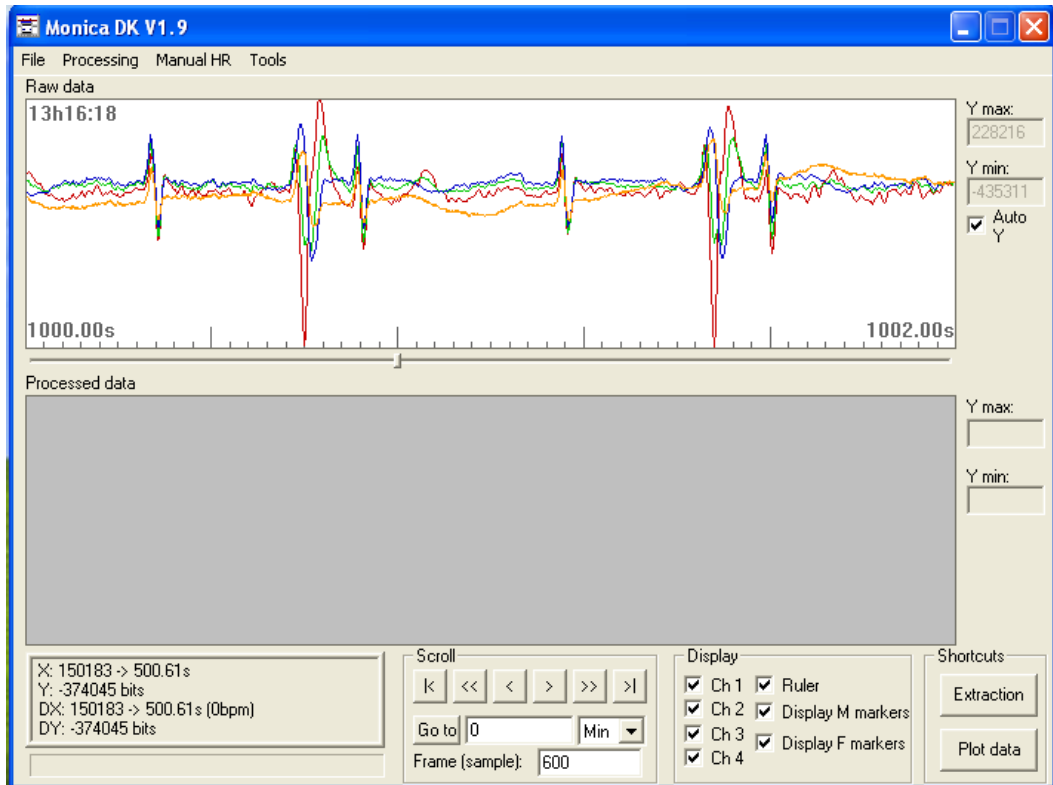 Monica DK V1.9
File Processing Manual HR Tools
Raw data
13h16:18
1000.00s
1002.00s
Y max:
228216
Y min:
-435311
Auto
Y
Processed data
Y max:
Y min:
X: 150183 -> 500.61s
Y: -374045 bits
DX: 150183 -> 500.61s (0bpm)
DY: -374045 bits
Scroll
|< << < > >> >|
Go to 0 Min
Frame (sample): 600
Display
Ch 1 Ruler
Ch 2 Display M markers
Ch 3 Display F markers
Ch 4
Shortcuts
Extraction
Plot data